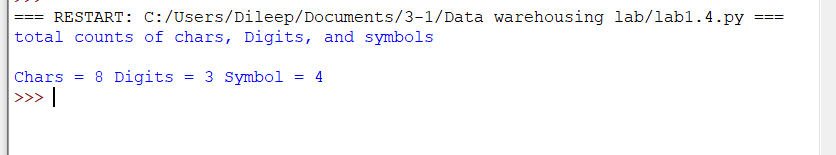 === RESTART: C:/Users/Dileep/Documents/3-1/Data warehousing lab/lab1.4.py ===
total counts of chars, Digits, and symbols
Chars = 8 Digits = 3 Symbol = 4
>>>